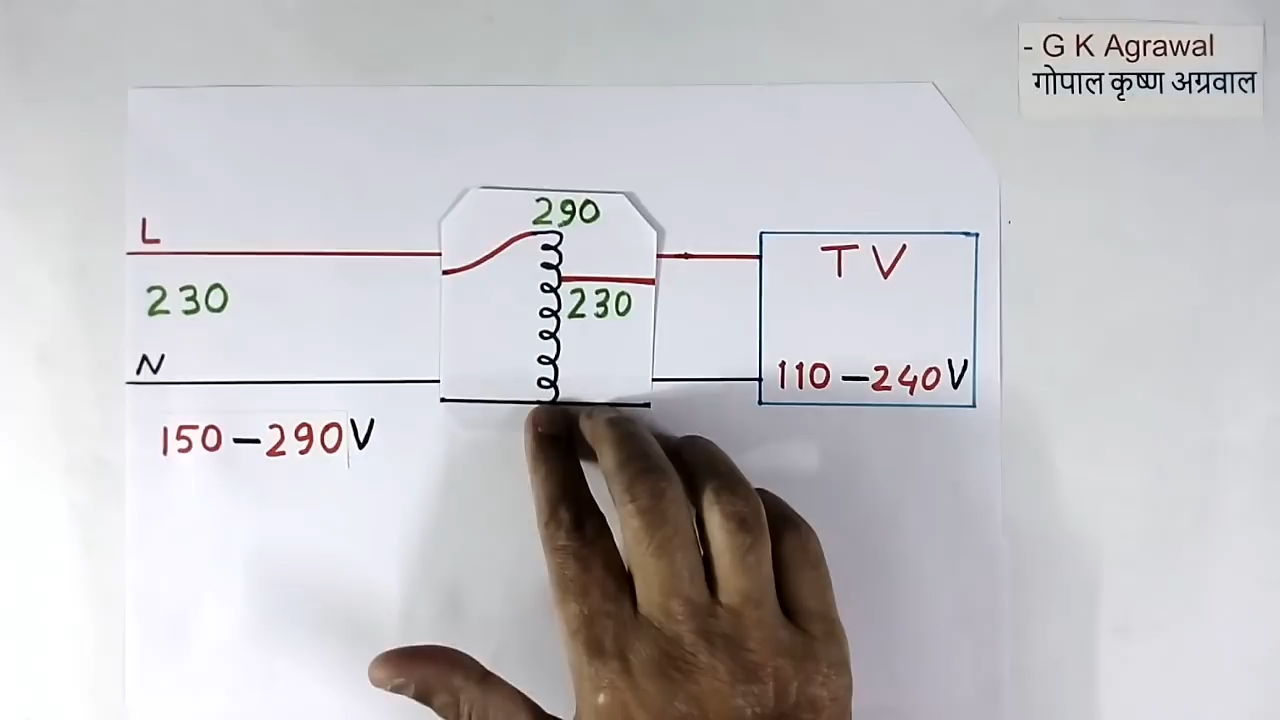 - G K Agrawal
गोपाल कृष्ण अग्रवाल
L
290
230
230
TV
N
110-240V
150-290V